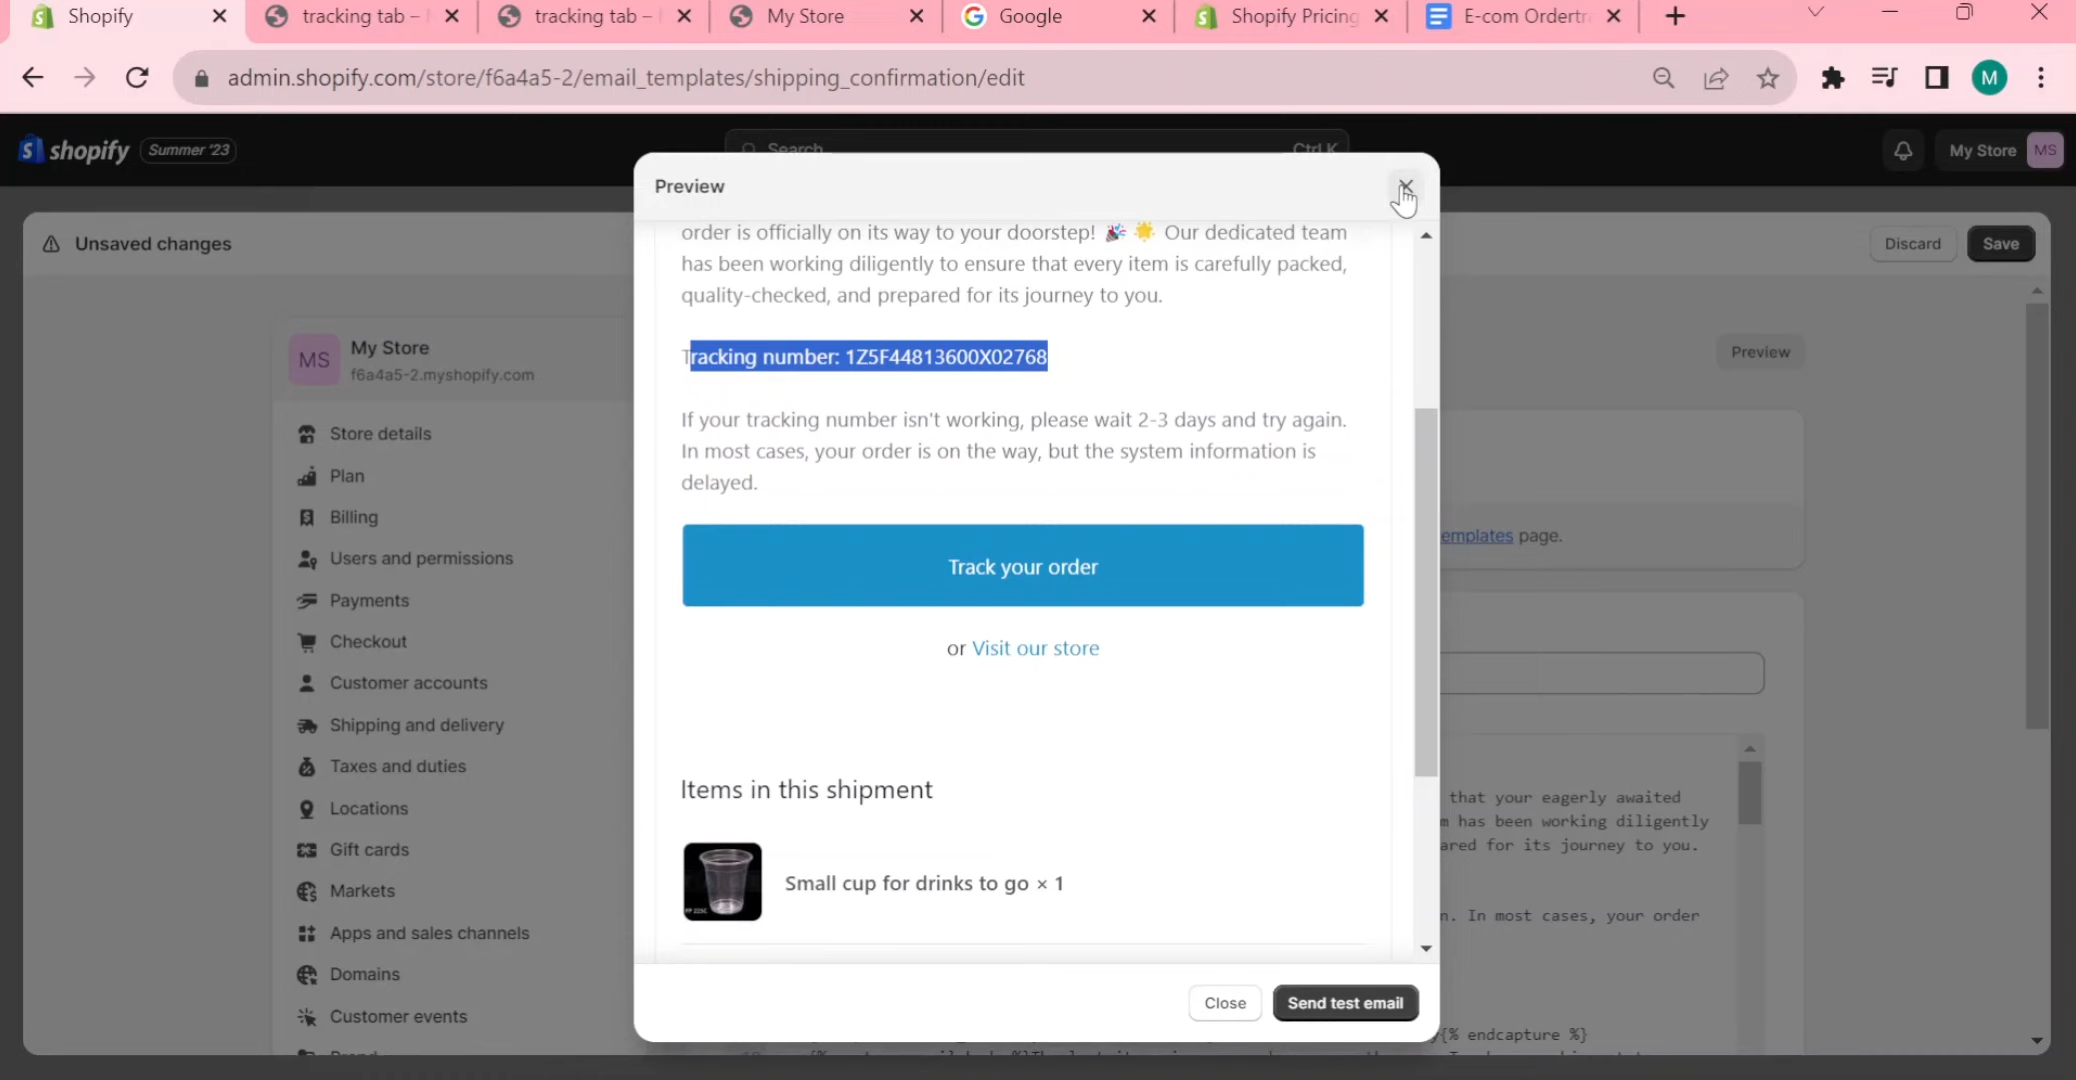 Shopify
tracking tab –
tracking tab –
My Store
Google
Shopify Pricing
E-com Ordertr
admin.shopify.com/store/f6a4a5-2/email_templates/shipping_confirmation/edit
M
shopify
Summer '23
Search
Ctrl K
My Store
MS
Unsaved changes
Discard
Save
Preview
MS
My Store
f6a4a5-2.myshopify.com
Store details
Plan
Billing
Users and permissions
Payments
Checkout
Customer accounts
Shipping and delivery
Taxes and duties
Locations
Gift cards
Markets
Apps and sales channels
Domains
Customer events
order is officially on its way to your doorstep! 🎉 🌟 Our dedicated team
has been working diligently to ensure that every item is carefully packed,
quality-checked, and prepared for its journey to you.
Tracking number: 1Z5F44813600X02768
If your tracking number isn't working, please wait 2-3 days and try again.
In most cases, your order is on the way, but the system information is
delayed.
Track your order
or Visit our store
Items in this shipment
Small cup for drinks to go × 1
Close
Send test email
Preview
emplates page.
that your eagerly awaited
m has been working diligently
ared for its journey to you.
n. In most cases, your order
y{% endcapture %}